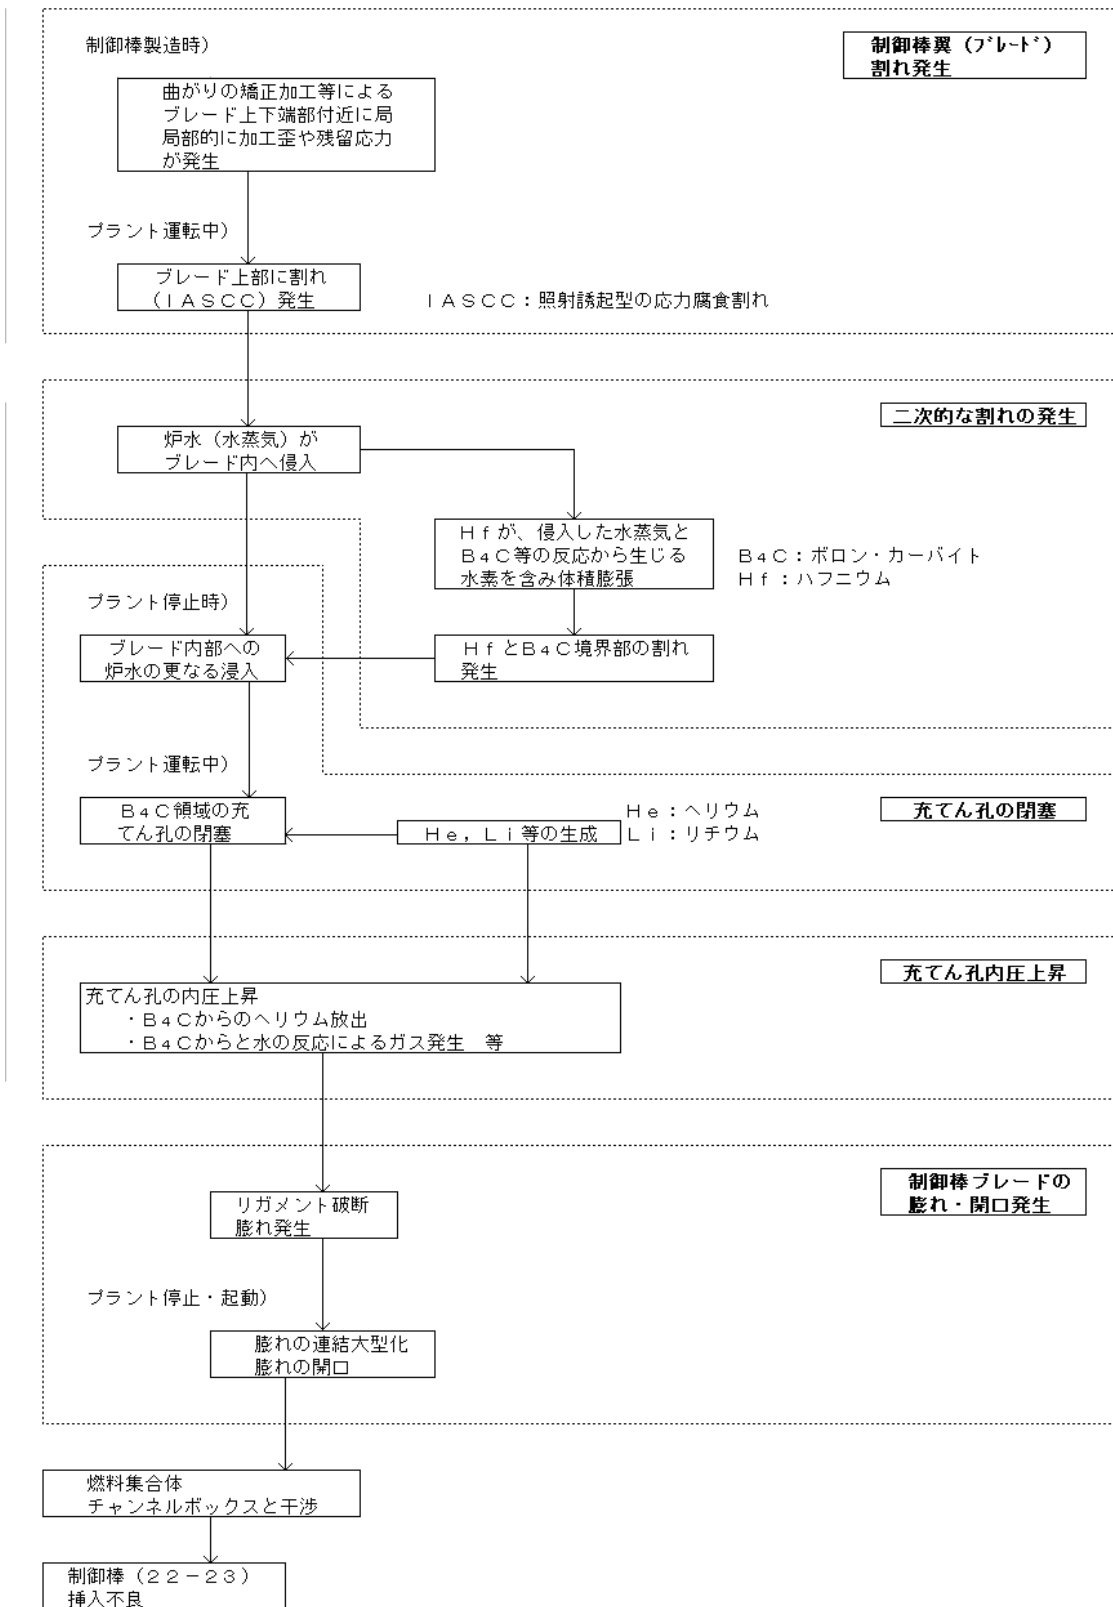 制御棒製造時)
制御棒翼（ブレード）
割れ発生
曲がりの矯正加工等による
ブレード上下端部付近に局
局部的に加工歪や残留応力
が発生
プラント運転中)
ブレード上部に割れ
（ＩＡＳＣＣ）発生
ＩＡＳＣＣ：照射誘起型の応力腐食割れ
二次的な割れの発生
炉水（水蒸気）が
ブレード内へ侵入
Ｈｆが、侵入した水蒸気と
Ｂ4Ｃ等の反応から生じる
水素を含み体積膨張
Ｂ4Ｃ：ボロン・カーバイト
Ｈｆ：ハフニウム
プラント停止時)
ブレード内部への
炉水の更なる浸入
ＨｆとＢ4Ｃ境界部の割れ
発生
プラント運転中)
Ｂ4Ｃ領域の充
てん孔の閉塞
Ｈｅ，Ｌｉ等の生成
Ｈｅ：ヘリウム
Ｌｉ：リチウム
充てん孔の閉塞
充てん孔内圧上昇
充てん孔の内圧上昇
・Ｂ4Ｃからのヘリウム放出
・Ｂ4Ｃからと水の反応によるガス発生　等
制御棒ブレードの
膨れ・開口発生
リガメント破断
膨れ発生
プラント停止・起動)
膨れの連結大型化
膨れの開口
燃料集合体
チャンネルボックスと干渉
制御棒（２２－２３）
挿入不良